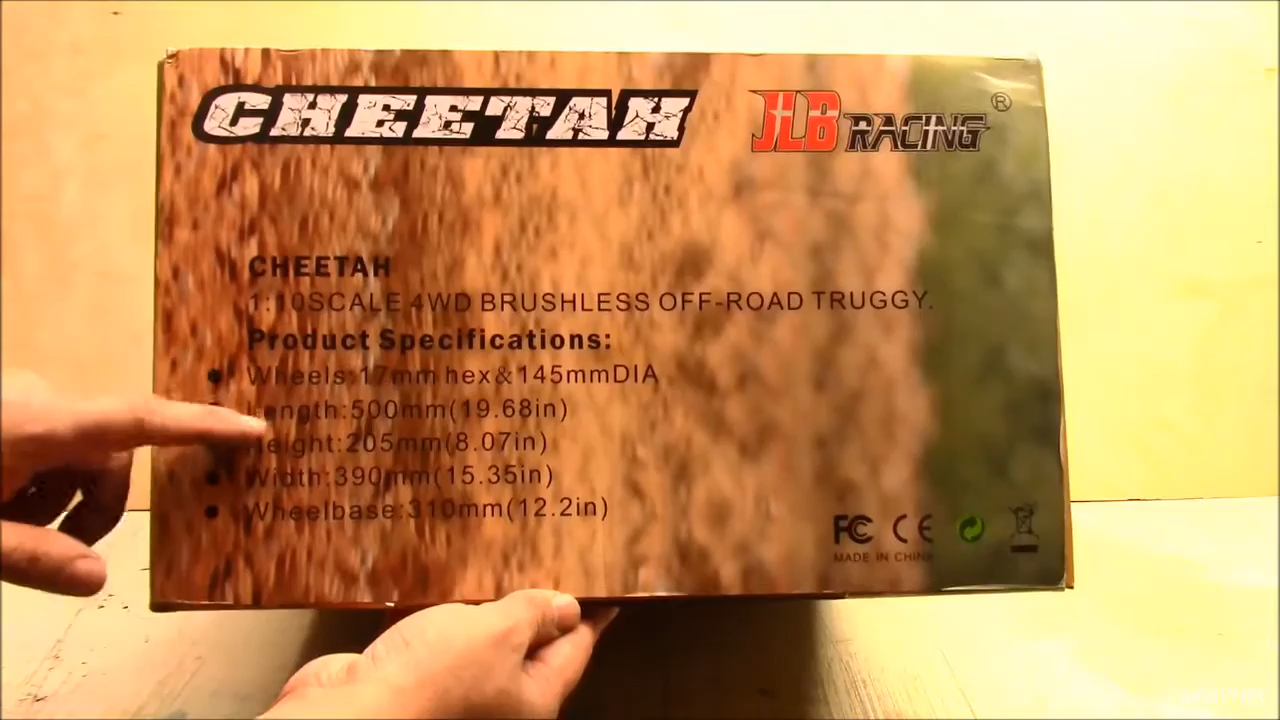 CHEETAH
JLB RACING ®
CHEETAH
1:10SCALE 4WD BRUSHLESS OFF-ROAD TRUGGY.
Product Specifications:
● Wheels:17mm hex&145mmDIA
Length:500mm(19.68in)
Height:205mm(8.07in)
● Width:390mm(15.35in)
● Wheelbase:310mm(12.2in)
FC CE
MADE IN CHINA